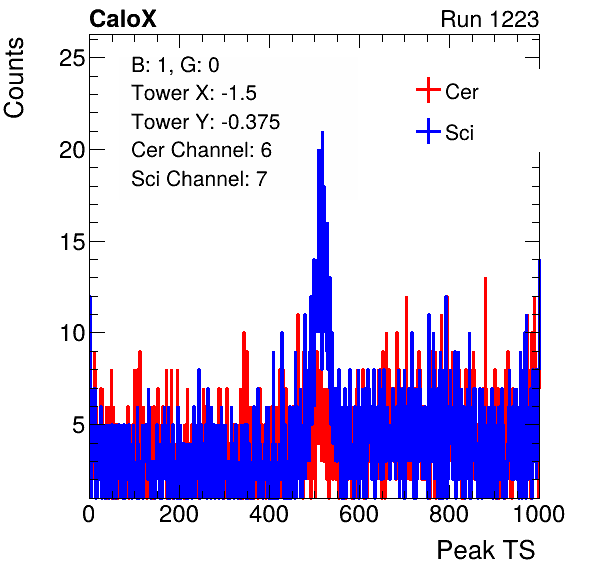 CaloX Run 1223
Counts
B: 1, G: 0
Tower X: -1.5
Tower Y: -0.375
Cer Channel: 6
Sci Channel: 7
Cer
Sci
25
20
15
10
5
0 200 400 600 800 1000
Peak TS